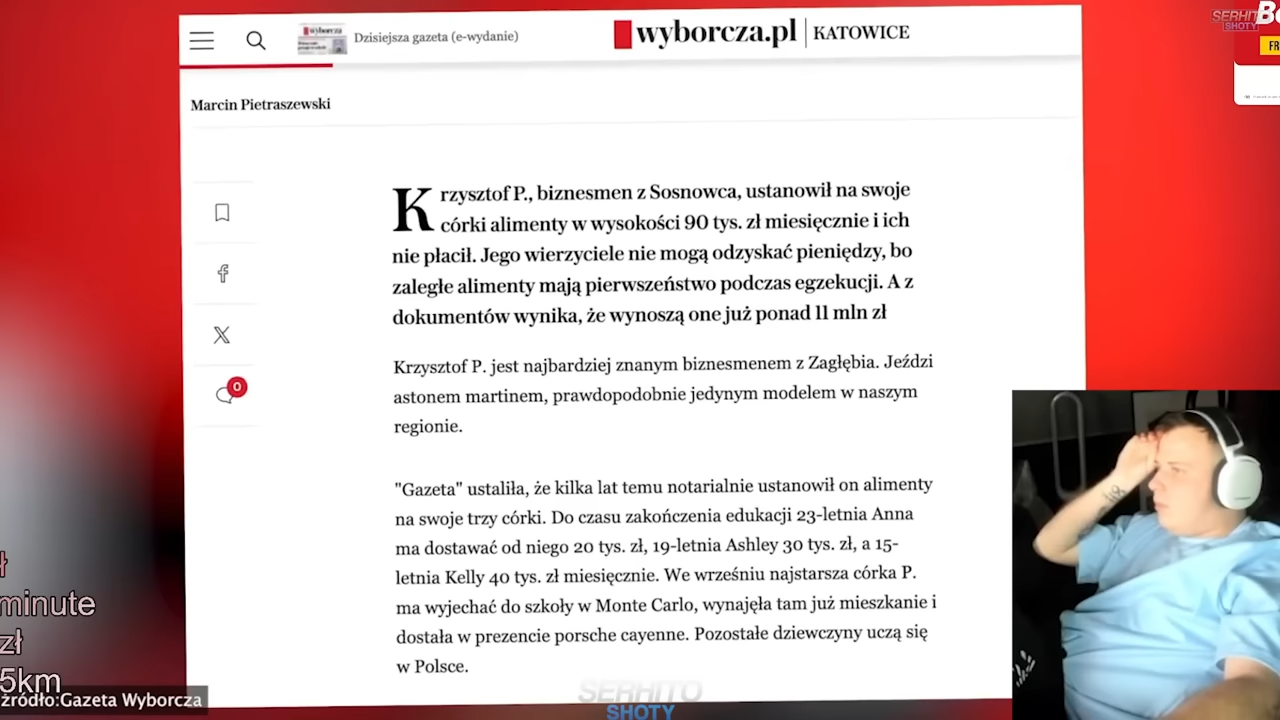 Dzisiejsza gazeta (e-wydanie)
wyborcza.pl | KATOWICE
SERHITO
SHOTY
Be
FR
Marcin Pietraszewski
Krzysztof P., biznesmen z Sosnowca, ustanowił na swoje
córki alimenty w wysokości 90 tys. zł miesięcznie i ich
nie płacił. Jego wierzyciele nie mogą odzyskać pieniędzy, bo
zaległe alimenty mają pierwszeństwo podczas egzekucji. A z
dokumentów wynika, że wynoszą one już ponad 11 mln zł
0
Krzysztof P. jest najbardziej znanym biznesmenem z Zagłębia. Jeździ
astonem martinem, prawdopodobnie jedynym modelem w naszym
regionie.
"Gazeta" ustaliła, że kilka lat temu notarialnie ustanowił on alimenty
na swoje trzy córki. Do czasu zakończenia edukacji 23-letnia Anna
ma dostawać od niego 20 tys. zł, 19-letnia Ashley 30 tys. zł, a 15-
letnia Kelly 40 tys. zł miesięcznie. We wrześniu najstarsza córka P.
ma wyjechać do szkoły w Monte Carlo, wynajęła tam już mieszkanie i
dostała w prezencie porsche cayenne. Pozostałe dziewczyny uczą się
w Polsce.
ł
minute
zł
5km
źródło:Gazeta Wyborcza
SERHITO
SHOTY